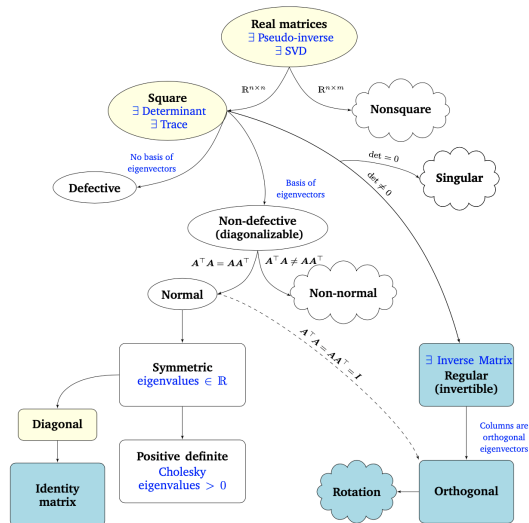 Real matrices
∃ Pseudo-inverse
∃ SVD
ℝⁿˣⁿ
ℝⁿˣᵐ
Square
∃ Determinant
∃ Trace
Nonsquare
No basis of
eigenvectors
det = 0
Defective
Singular
Basis of
eigenvectors
det ≠ 0
Non-defective
(diagonalizable)
A⊤A = AA⊤
A⊤A ≠ AA⊤
Normal
Non-normal
A⊤A = AA⊤ = I
Symmetric
eigenvalues ∈ ℝ
∃ Inverse Matrix
Regular
(invertible)
Diagonal
Columns are
orthogonal
eigenvectors
Positive definite
Cholesky
eigenvalues > 0
Identity
matrix
Rotation
Orthogonal